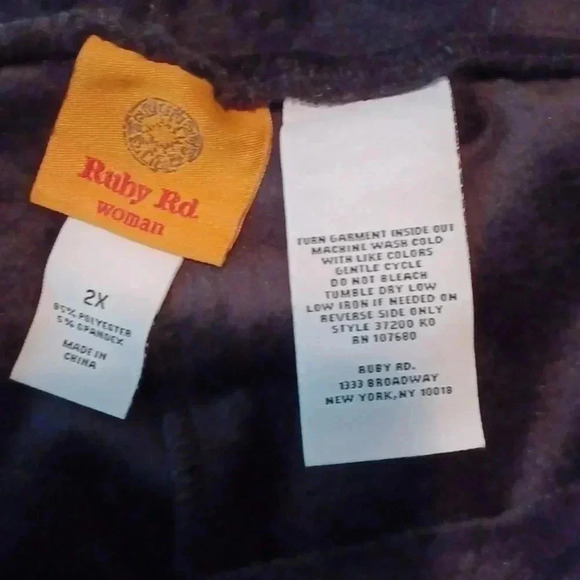 Ruby Rd.
woman
2X
95% POLYESTER
5% SPANDEX
MADE IN
CHINA
TURN GARMENT INSIDE OUT
MACHINE WASH COLD
WITH LIKE COLORS
GENTLE CYCLE
DO NOT BLEACH
TUMBLE DRY LOW
LOW IRON IF NEEDED ON
REVERSE SIDE ONLY
STYLE 37200 KO
RN 107680
RUBY RD.
1333 BROADWAY
NEW YORK, NY 10018